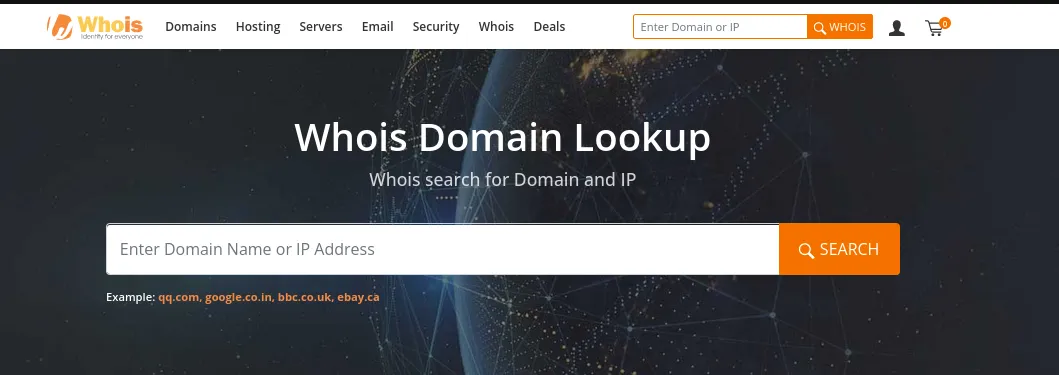 Whois
Identity for everyone
Domains Hosting Servers Email Security Whois Deals
Enter Domain or IP WHOIS 0
Whois Domain Lookup
Whois search for Domain and IP
Enter Domain Name or IP Address SEARCH
Example: qq.com, google.co.in, bbc.co.uk, ebay.ca